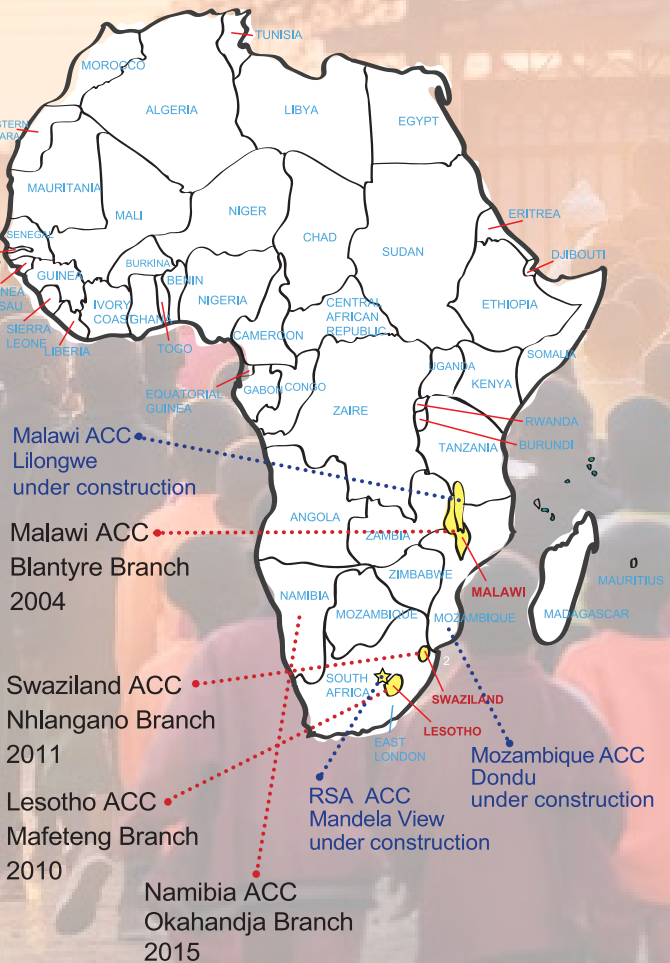 TUNISIA
MOROCCO
ALGERIA
LIBYA
EGYPT
MAURITANIA
MALI
NIGER
CHAD
SUDAN
ERITREA
SENEGAL
DJIBOUTI
GUINEA
BURKINA
BENIN
NIGERIA
IVORY
COAST
GHANA
CENTRAL
AFRICAN
REPUBLIC
ETHIOPIA
SIERRA
LEONE
LIBERIA
TOGO
CAMEROON
SOMALIA
UGANDA
KENYA
EQUATORIAL
GUINEA
GABON
CONGO
ZAIRE
RWANDA
BURUNDI
TANZANIA
Malawi ACC
Lilongwe
under construction
ANGOLA
ZAMBIA
Malawi ACC
Blantyre Branch
2004
ZIMBABWE
MALAWI
MAURITIUS
NAMIBIA
MOZAMBIQUE
MOZAMBIQUE
MADAGASCAR
2
SOUTH
AFRICA
SWAZILAND
LESOTHO
EAST
LONDON
Swaziland ACC
Nhlangano Branch
2011
Mozambique ACC
Dondu
under construction
Lesotho ACC
Mafeteng Branch
2010
RSA ACC
Mandela View
under construction
Namibia ACC
Okahandja Branch
2015